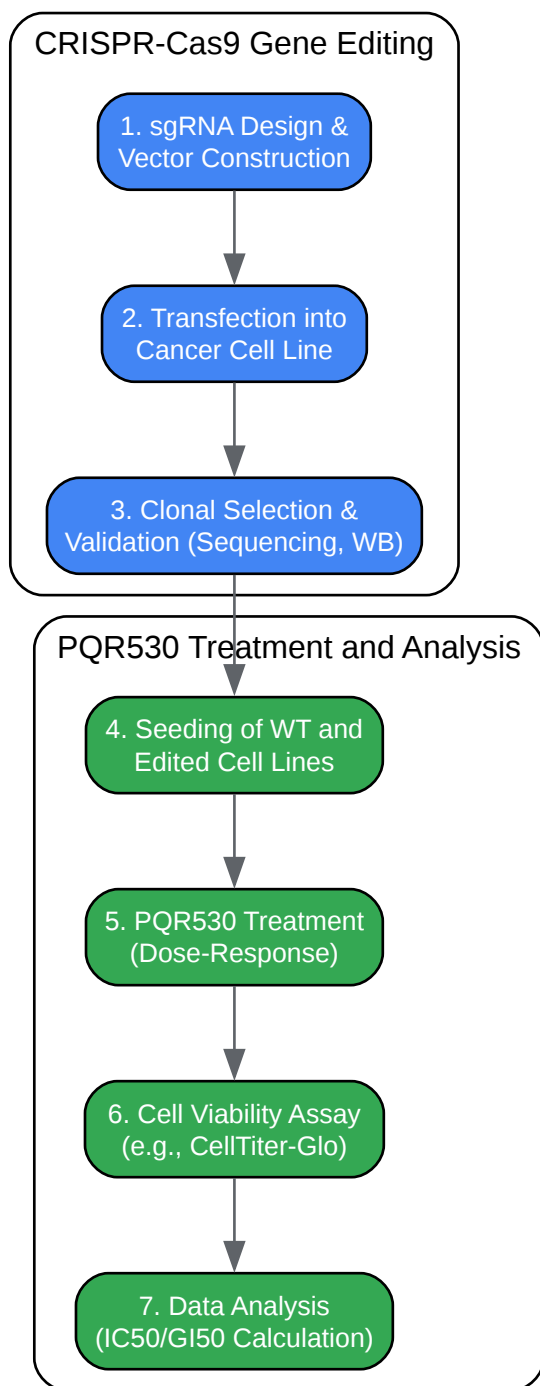 CRISPR-Cas9 Gene Editing
1. sgRNA Design &
Vector Construction
2. Transfection into
Cancer Cell Line
3. Clonal Selection &
Validation (Sequencing, WB)
PQR530 Treatment and Analysis
4. Seeding of WT and
Edited Cell Lines
5. PQR530 Treatment
(Dose-Response)
6. Cell Viability Assay
(e.g., CellTiter-Glo)
7. Data Analysis
(IC50/GI50 Calculation)